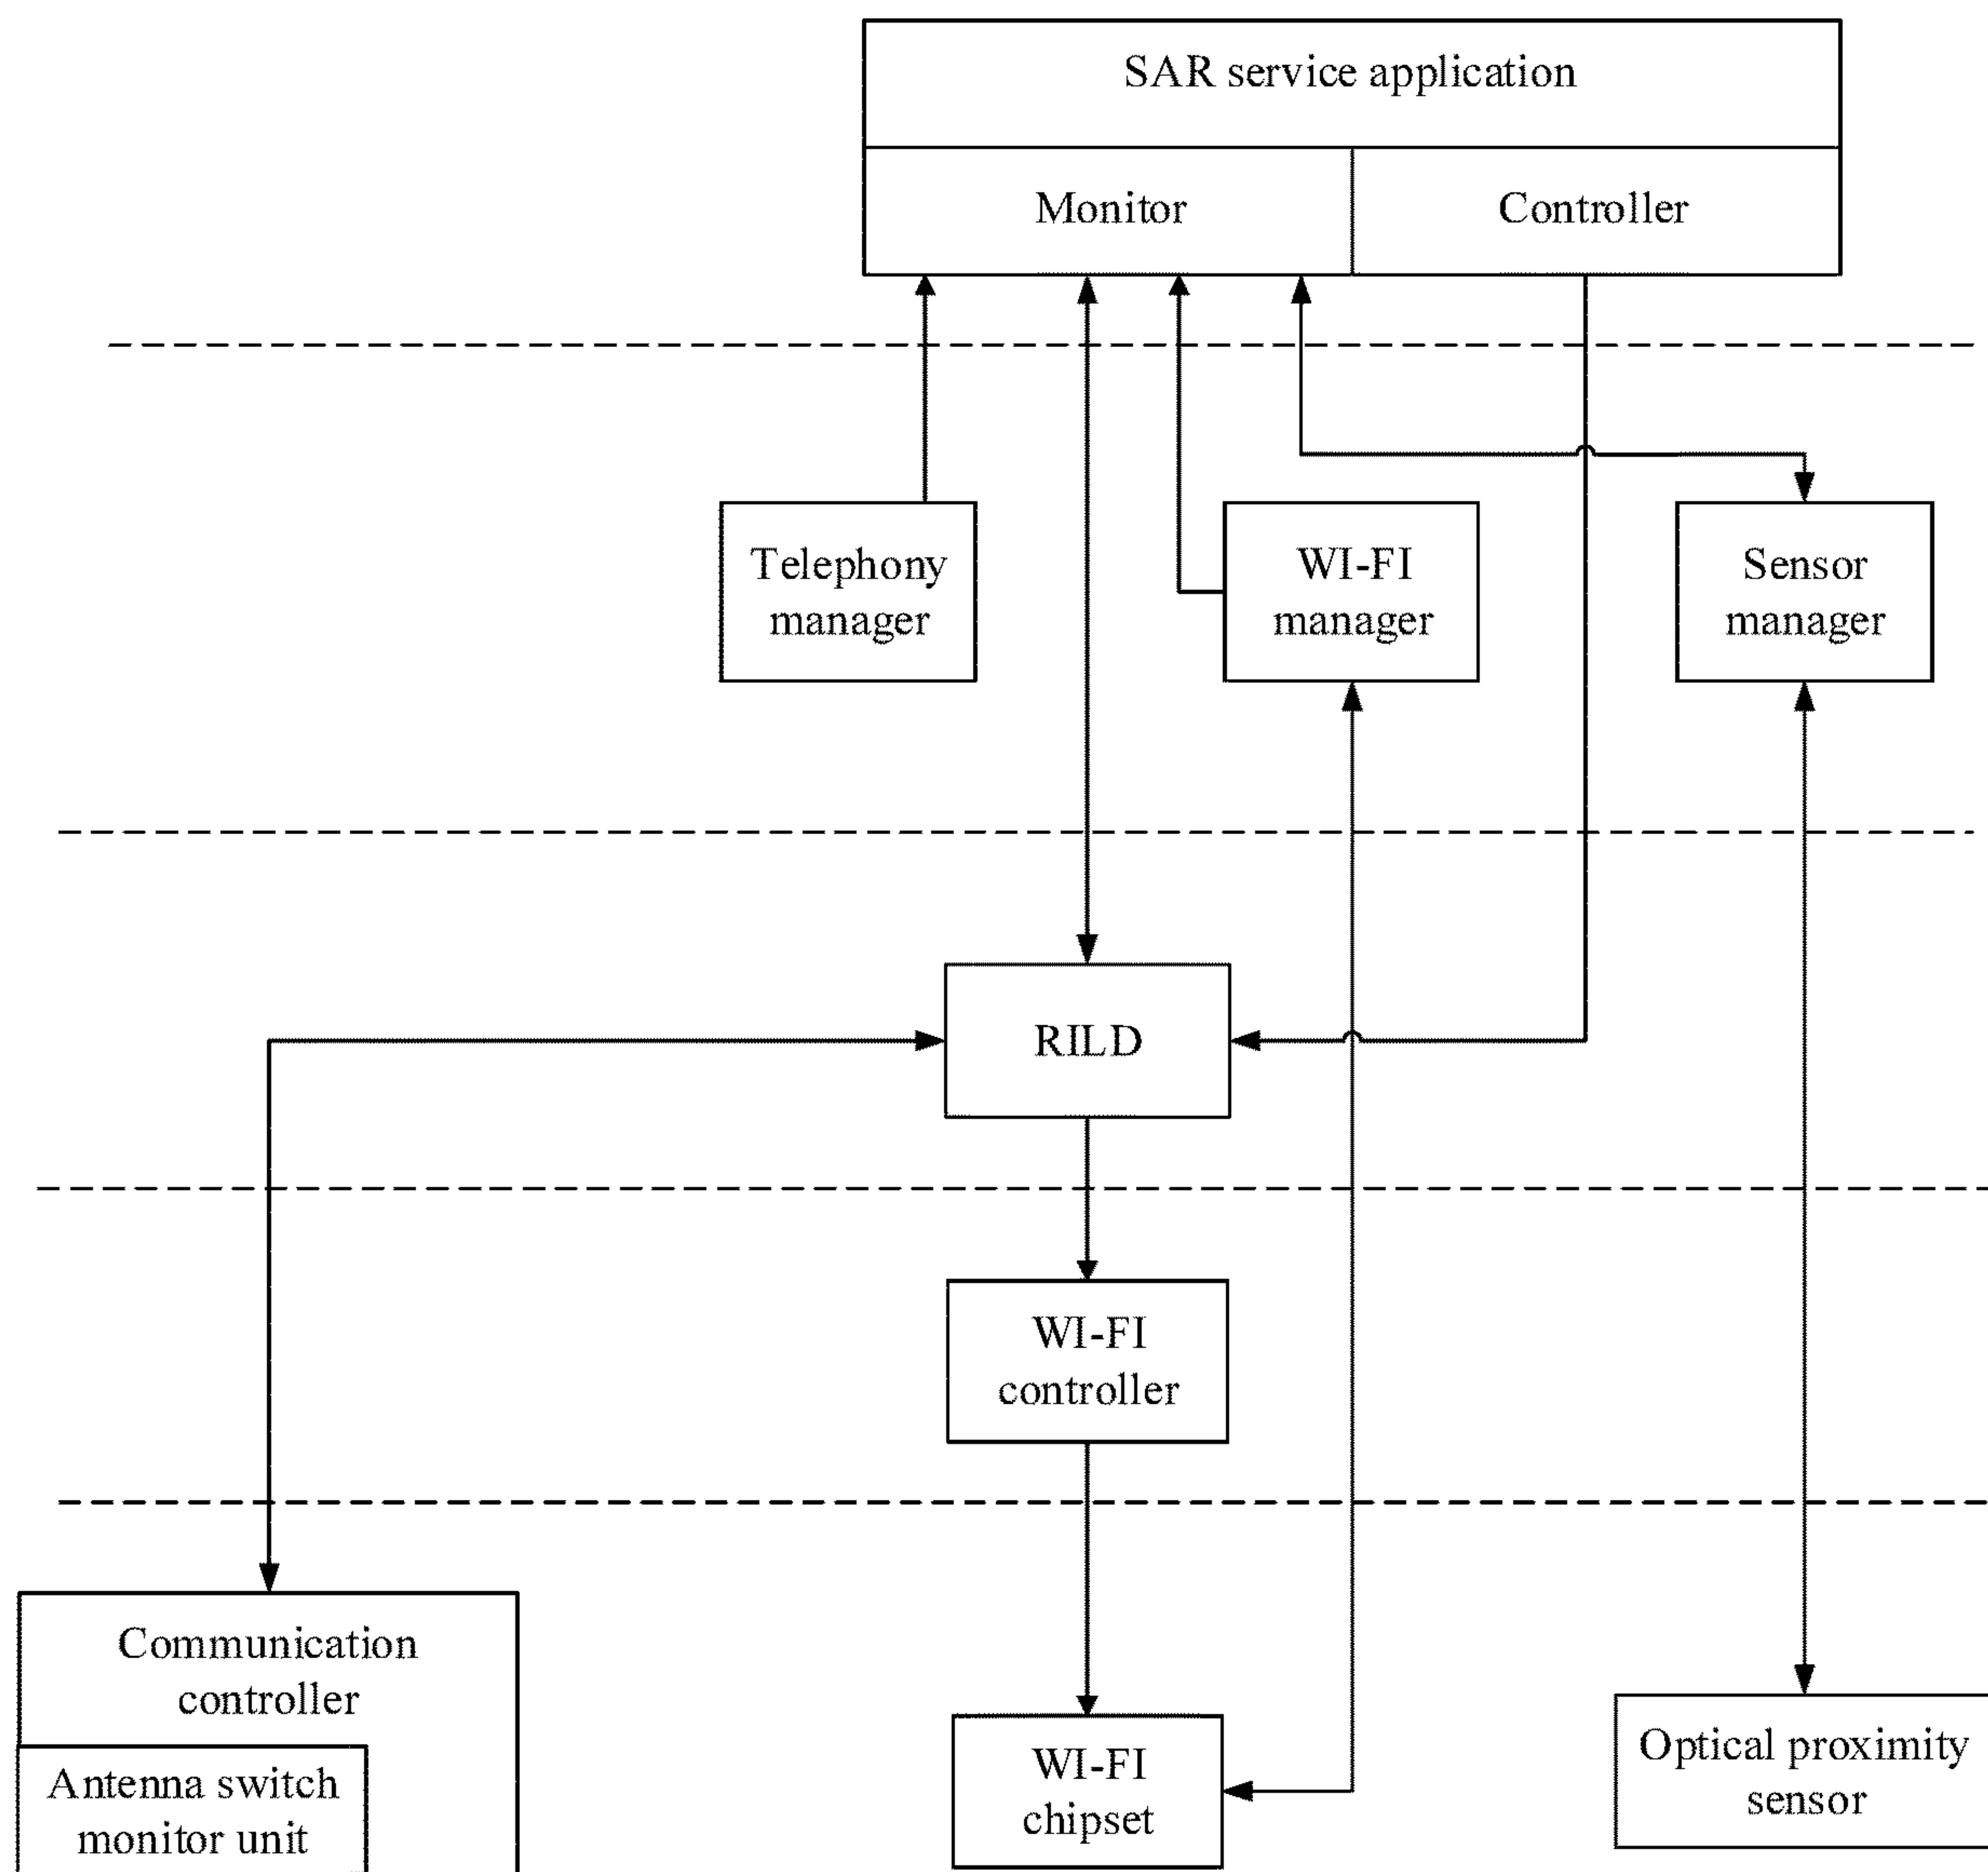 SAR service application
Monitor
Controller
Telephony
manager
WI-FI
manager
Sensor
manager
RILD
WI-FI
controller
Communication
controller
Antenna switch
monitor unit
WI-FI
chipset
Optical proximity
sensor